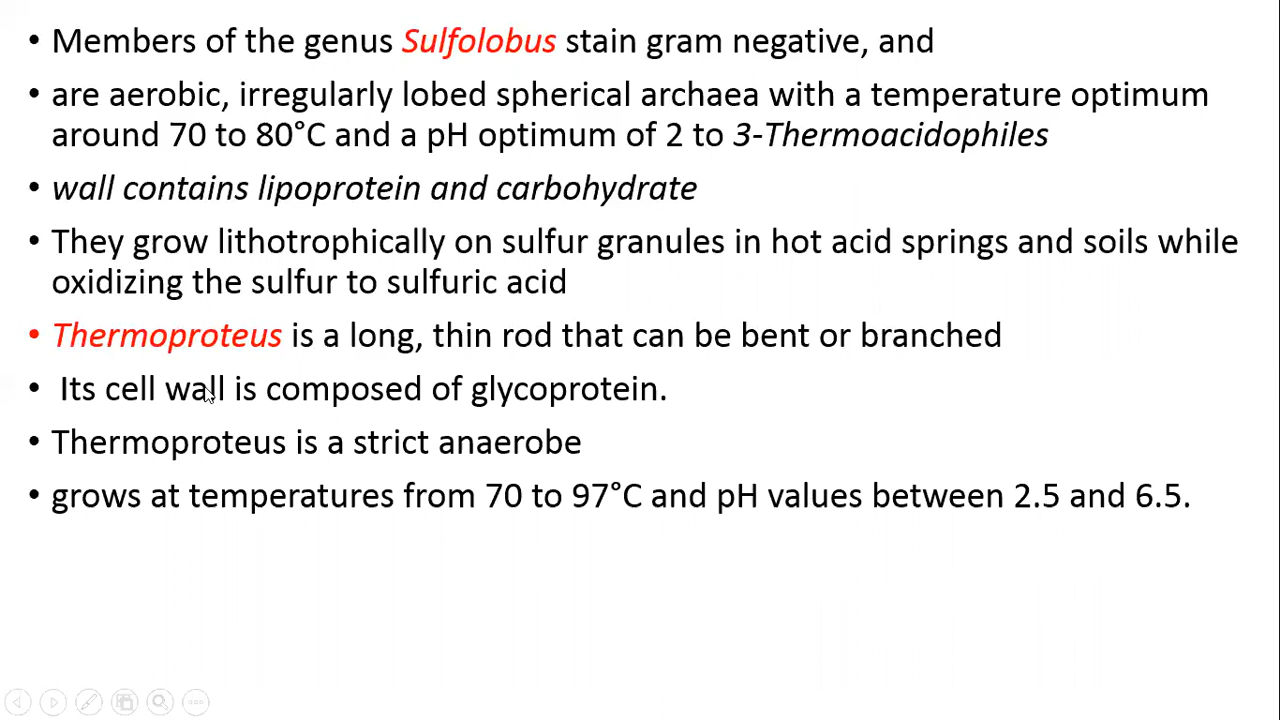 • Members of the genus Sulfolobus stain gram negative, and
• are aerobic, irregularly lobed spherical archaea with a temperature optimum
around 70 to 80°C and a pH optimum of 2 to 3-Thermoacidophiles
• wall contains lipoprotein and carbohydrate
• They grow lithotrophically on sulfur granules in hot acid springs and soils while
oxidizing the sulfur to sulfuric acid
• Thermoproteus is a long, thin rod that can be bent or branched
• Its cell wall is composed of glycoprotein.
• Thermoproteus is a strict anaerobe
• grows at temperatures from 70 to 97°C and pH values between 2.5 and 6.5.